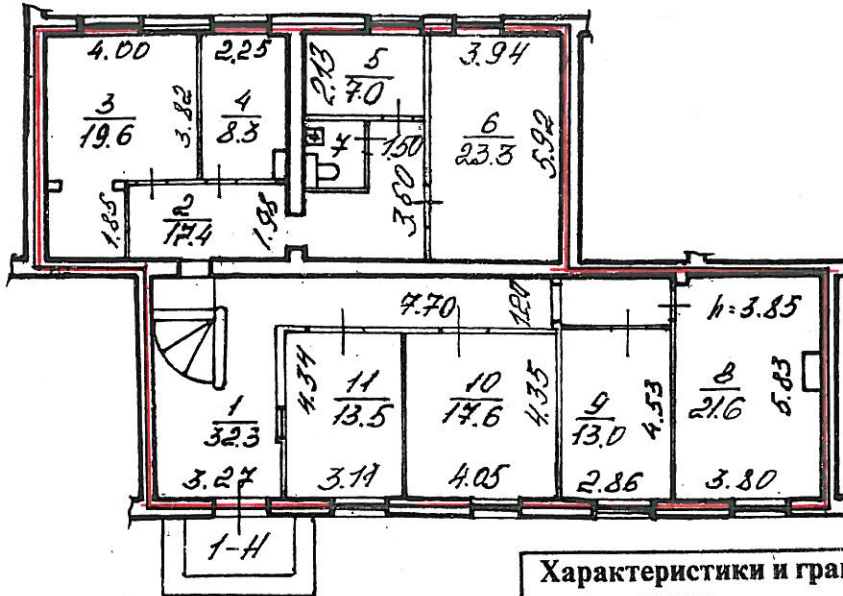 4.00 2,25 2.13 5 7.0 3.94
3 19.6 3.82 4 8.3 7 1.50 6 23.3 5.92
1.85 2 17.4 1.98 3.60
7.70 1.20 h=3.85
1 32.3 4.34 11 13.5 10 17.6 4.35 9 13.0 4.53 8 21.6 5.83
3.27 3.11 4.05 2.86 3.80
1-Н
Характеристики и гра